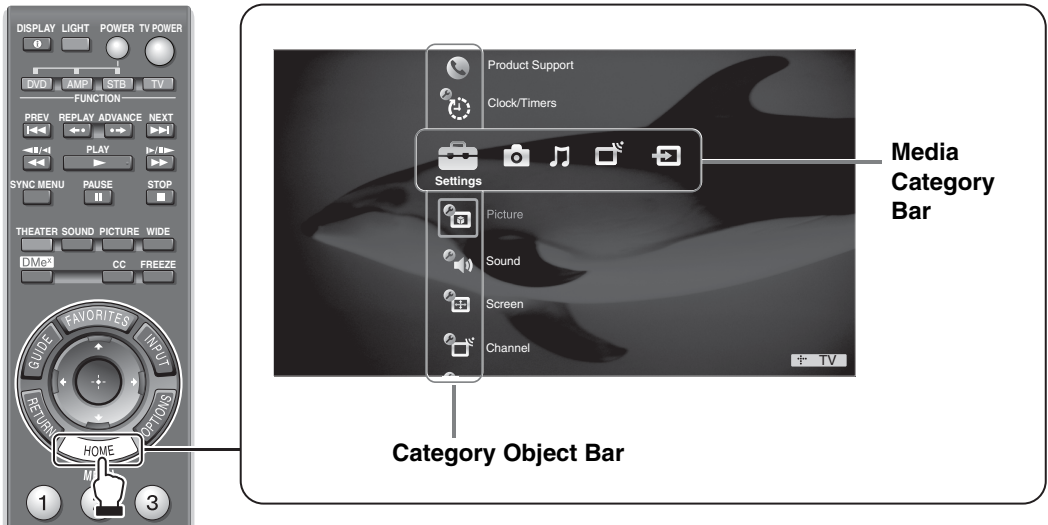 DISPLAY LIGHT POWER TV POWER
DVD AMP STB TV
FUNCTION
PREV REPLAY ADVANCE NEXT
PLAY
SYNC MENU PAUSE STOP
THEATER SOUND PICTURE WIDE
DMeˣ CC FREEZE
GUIDE FAVORITES INPUT
RETURN OPTIONS
HOME
1 3
Product Support
Clock/Timers
Settings
Picture
Sound
Screen
Channel
TV
Media
Category
Bar
Category Object Bar